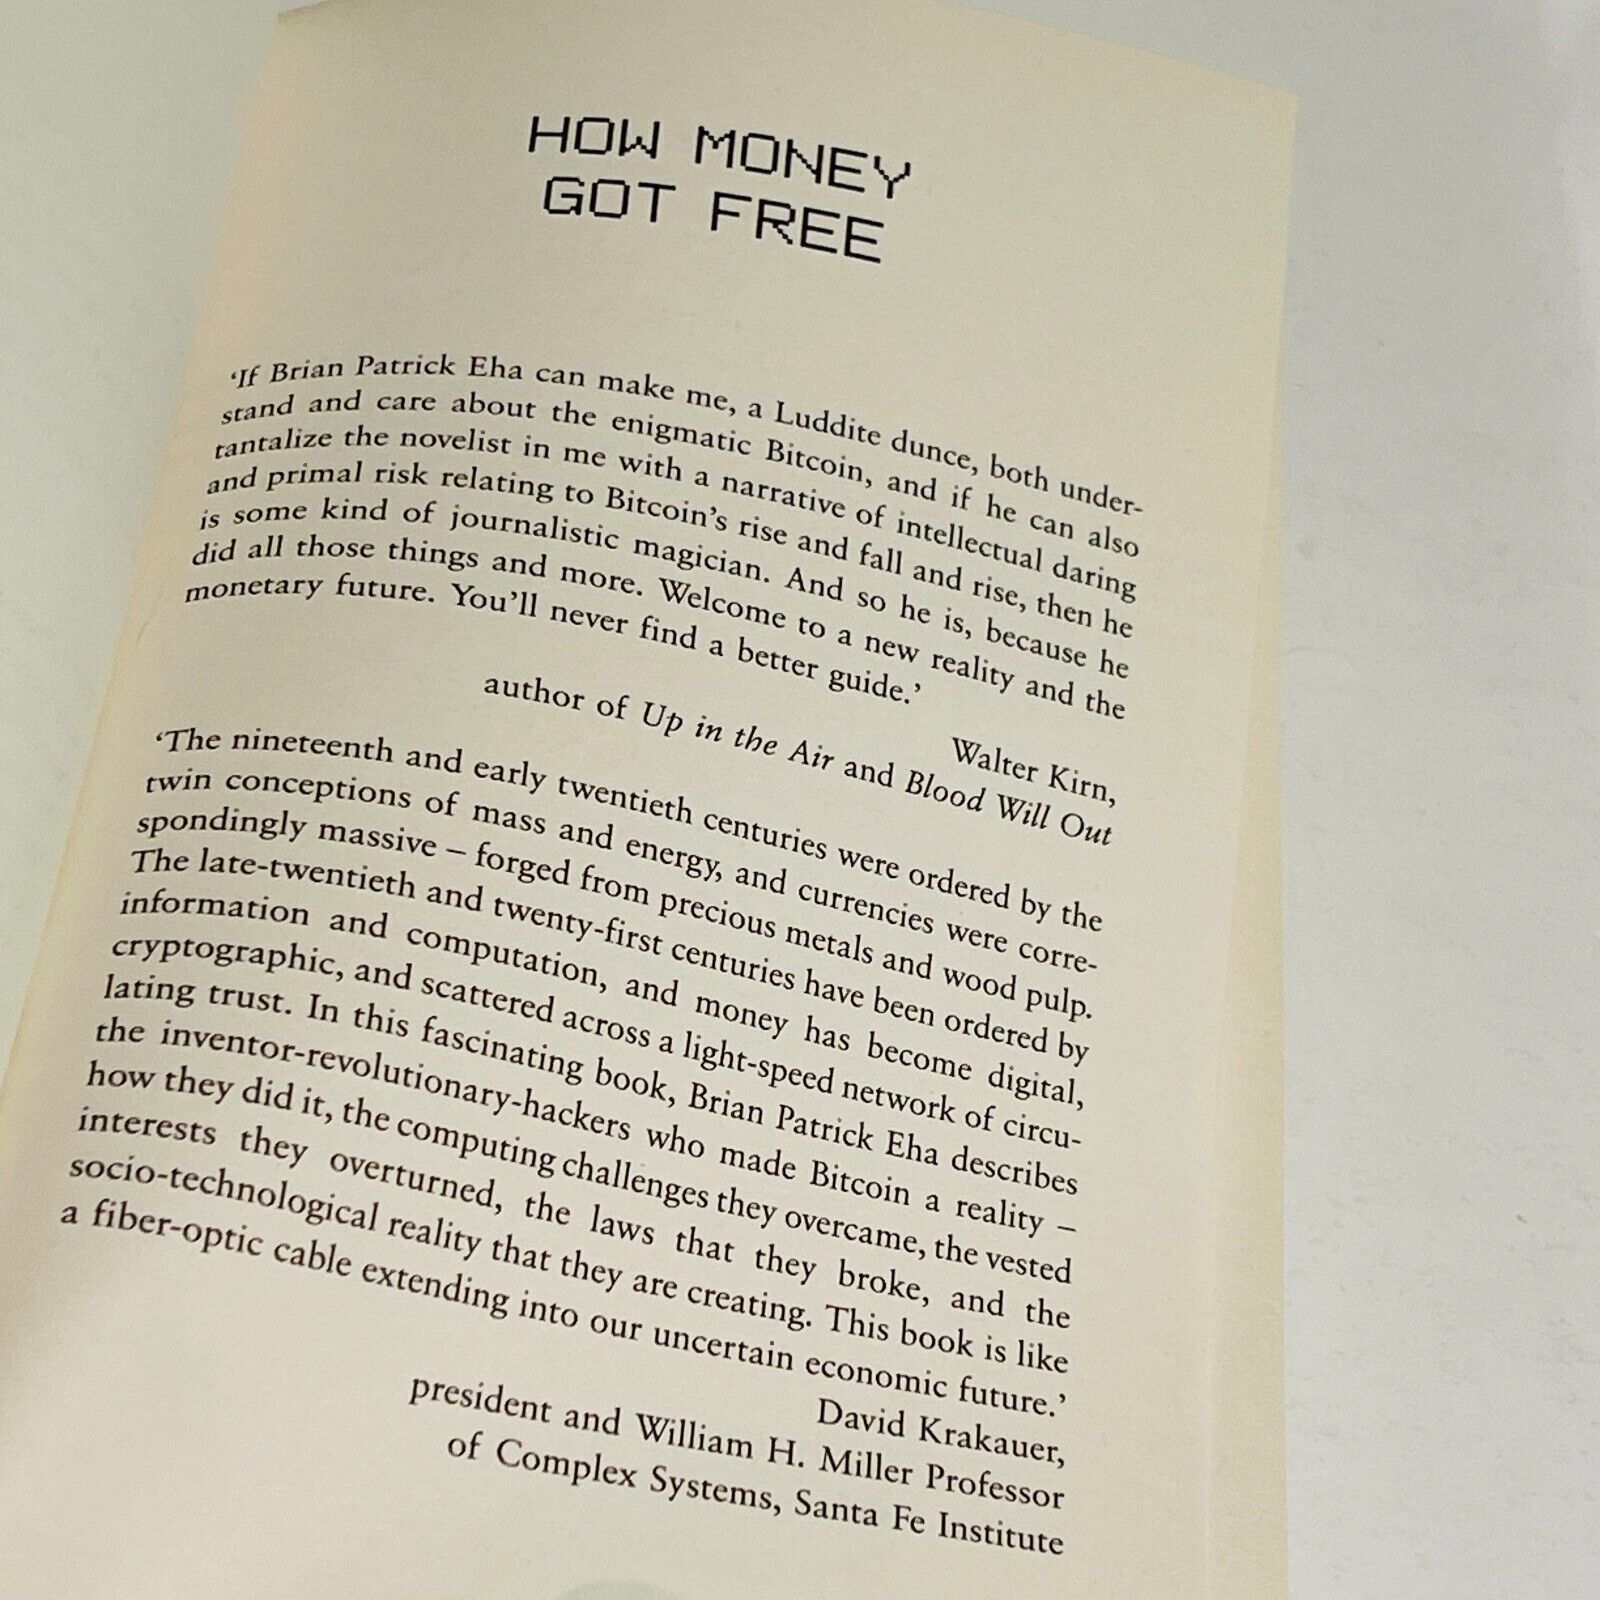 HOW MONEY
GOT FREE
‘If Brian Patrick Eha can make me, a Luddite dunce, both under-
stand and care about the enigmatic Bitcoin, and if he can also
tantalize the novelist in me with a narrative of intellectual daring
and primal risk relating to Bitcoin’s rise and fall and rise, then he
is some kind of journalistic magician. And so he is, because he
did all those things and more. Welcome to a new reality and the
monetary future. You’ll never find a better guide.’
Walter Kirn,
author of Up in the Air and Blood Will Out
‘The nineteenth and early twentieth centuries were ordered by the
twin conceptions of mass and energy, and currencies were corre-
spondingly massive – forged from precious metals and wood pulp.
The late-twentieth and twenty-first centuries have been ordered by
information and computation, and money has become digital,
cryptographic, and scattered across a light-speed network of circu-
lating trust. In this fascinating book, Brian Patrick Eha describes
the inventor-revolutionary-hackers who made Bitcoin a reality –
how they did it, the computing challenges they overcame, the vested
interests they overturned, the laws that they broke, and the
socio-technological reality that they are creating. This book is like
a fiber-optic cable extending into our uncertain economic future.’
David Krakauer,
president and William H. Miller Professor
of Complex Systems, Santa Fe Institute